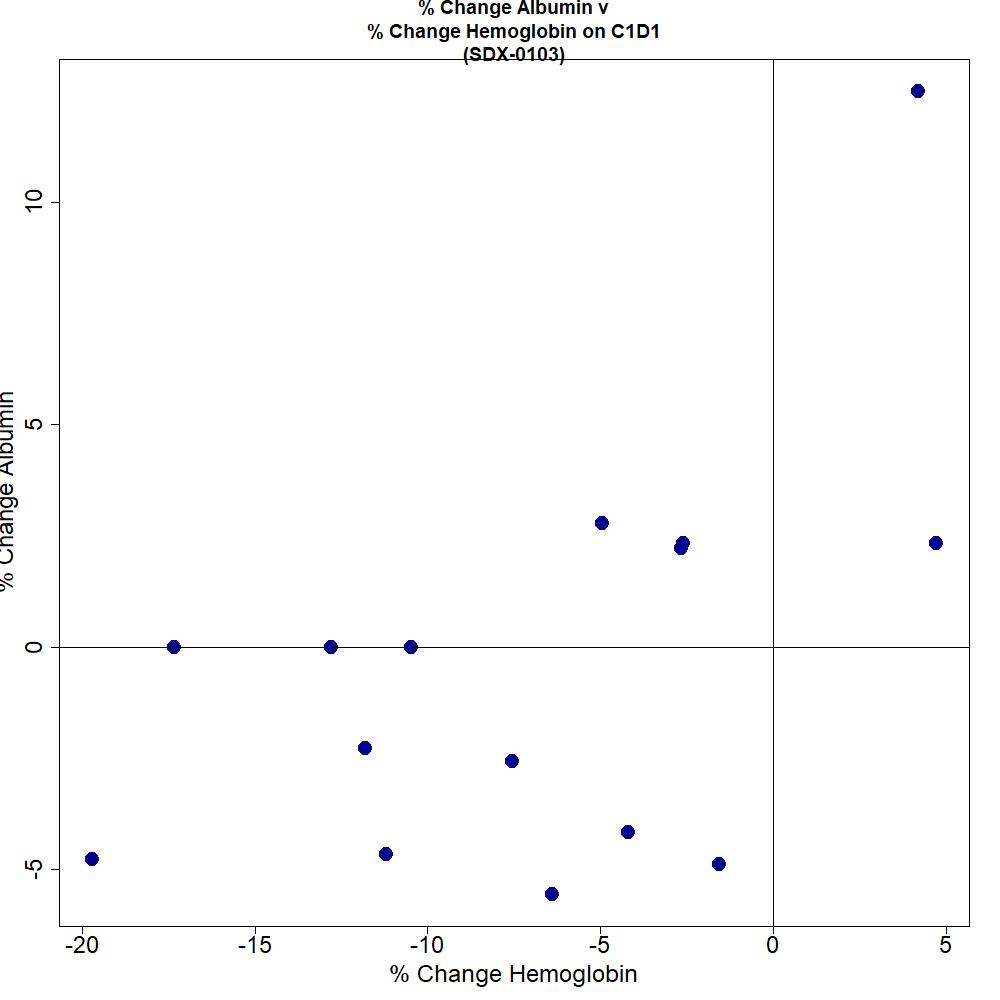 % Change Albumin v
% Change Hemoglobin on C1D1
(SDX-0103)
% Change Albumin
10
5
0
-5
-20
-15
-10
-5
0
5
% Change Hemoglobin